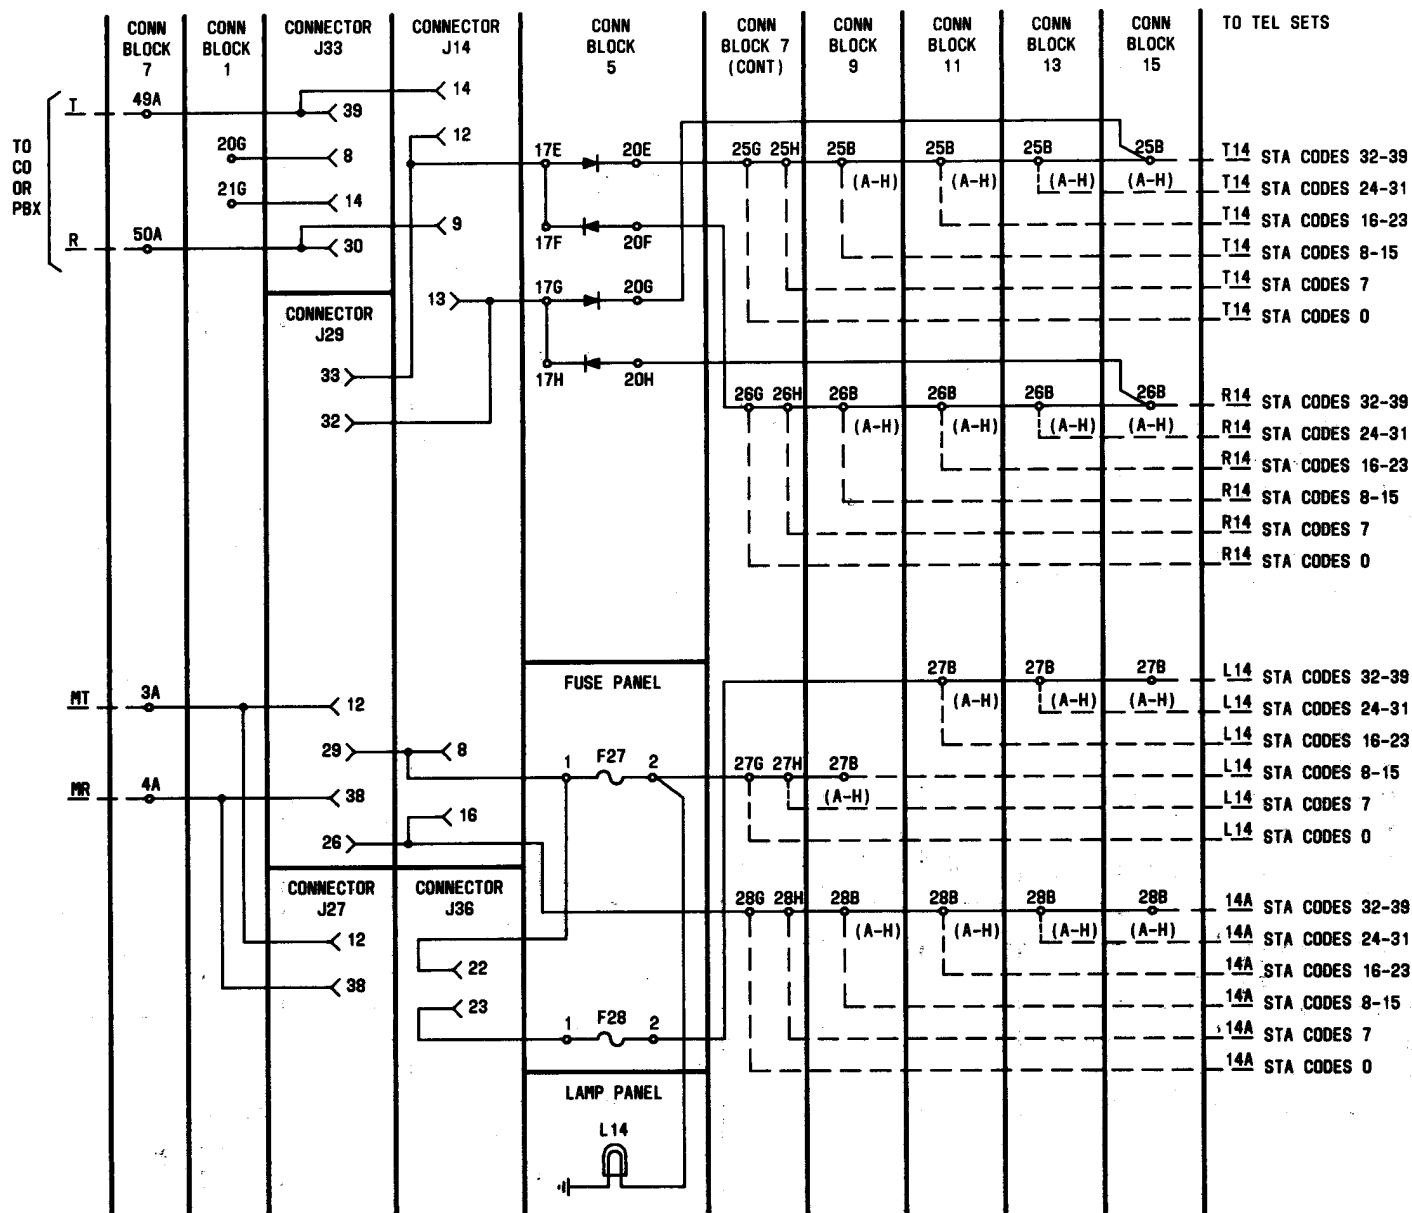 CONN BLOCK 7
CONN BLOCK 1
CONNECTOR J33
CONNECTOR J14
CONN BLOCK 5
CONN BLOCK 7 (CONT)
CONN BLOCK 9
CONN BLOCK 11
CONN BLOCK 13
CONN BLOCK 15
TO TEL SETS
TO CO OR PBX
T
49A
39
14
12
20G
8
21G
14
R
50A
30
9
17E
20E
17F
20F
13
17G
20G
17H
20H
CONNECTOR J29
33
32
25G 25H 25B 25B 25B 25B
(A-H) (A-H) (A-H) (A-H)
T14 STA CODES 32-39
T14 STA CODES 24-31
T14 STA CODES 16-23
T14 STA CODES 8-15
T14 STA CODES 7
T14 STA CODES 0
26G 26H 26B 26B 26B 26B
(A-H) (A-H) (A-H) (A-H)
R14 STA CODES 32-39
R14 STA CODES 24-31
R14 STA CODES 16-23
R14 STA CODES 8-15
R14 STA CODES 7
R14 STA CODES 0
MT
3A
12
29
8
MR
4A
38
16
26
FUSE PANEL
1 F27 2
27B 27B 27B
(A-H) (A-H) (A-H)
27G 27H 27B
(A-H)
L14 STA CODES 32-39
L14 STA CODES 24-31
L14 STA CODES 16-23
L14 STA CODES 8-15
L14 STA CODES 7
L14 STA CODES 0
CONNECTOR J27
12
38
CONNECTOR J36
22
23
1 F28 2
28G 28H 28B 28B 28B 28B
(A-H) (A-H) (A-H) (A-H)
14A STA CODES 32-39
14A STA CODES 24-31
14A STA CODES 16-23
14A STA CODES 8-15
14A STA CODES 7
14A STA CODES 0
LAMP PANEL
L14